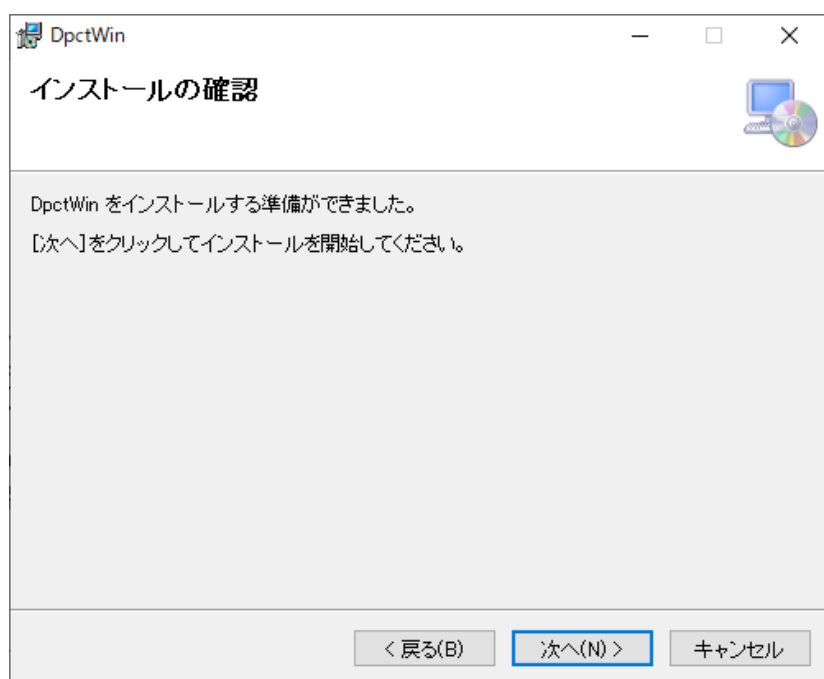 DpctWin
インストールの確認
DpctWin をインストールする準備ができました。
[次へ]をクリックしてインストールを開始してください。
< 戻る(B)
次へ(N) >
キャンセル